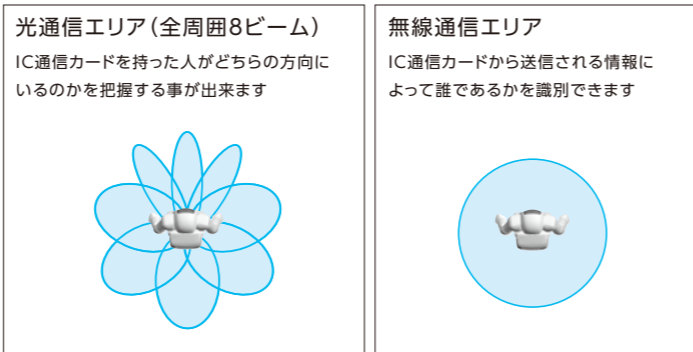 光通信エリア(全周囲8ビーム)
IC通信カードを持った人がどちらの方向に
いるのかを把握する事が出来ます
無線通信エリア
IC通信カードから送信される情報に
よって誰であるかを識別できます